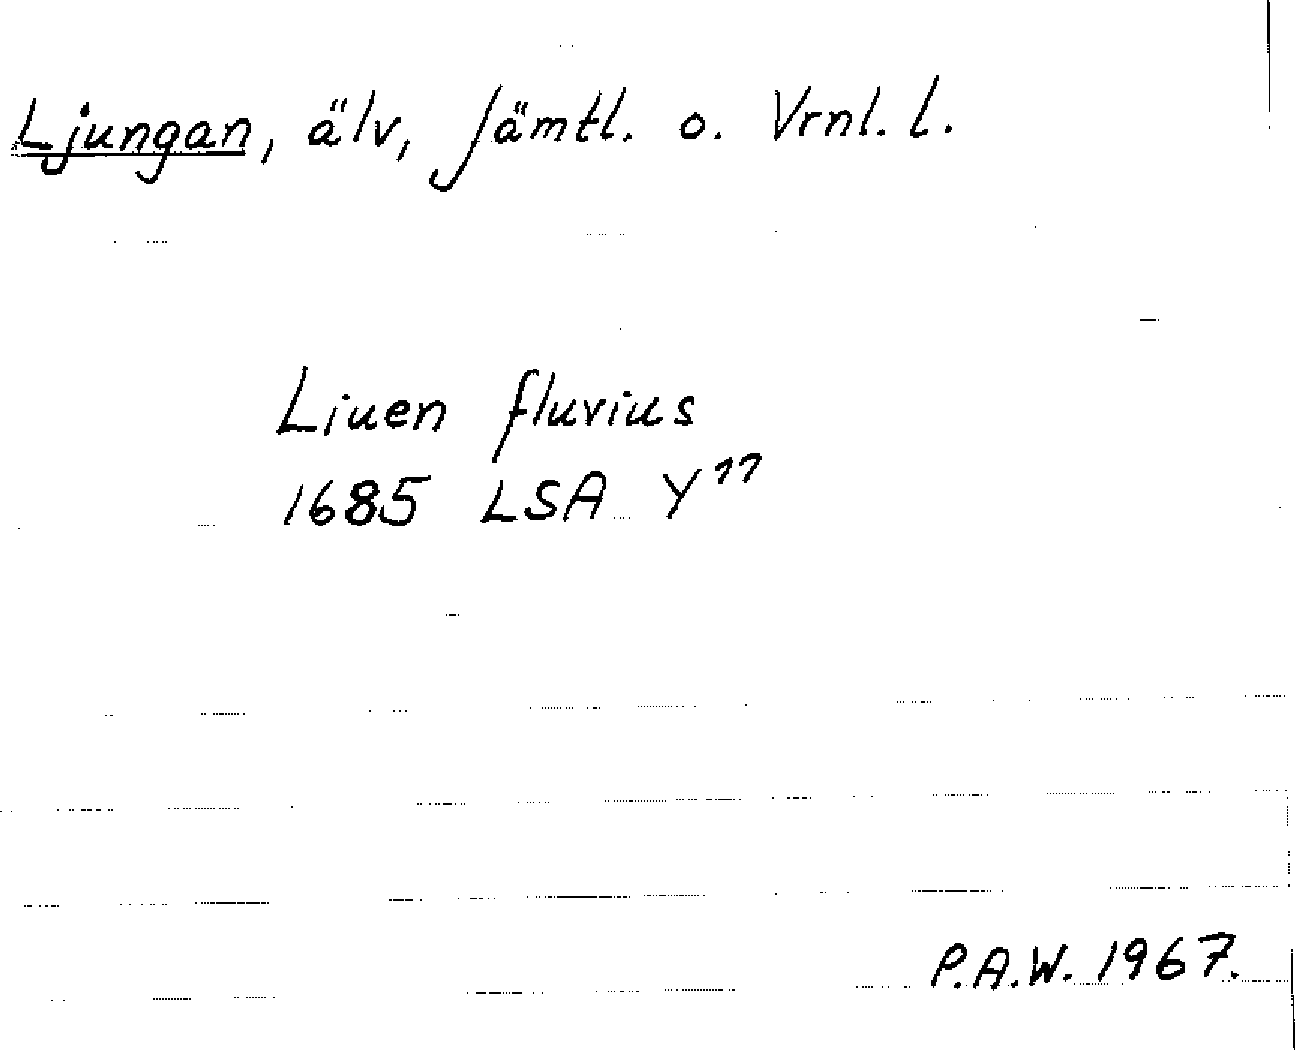 Ljungan, älv, Jämtl. o. Vrnl. l.
Liuen fluvius
1685 LSA Y¹¹
P.A.W. 1967.